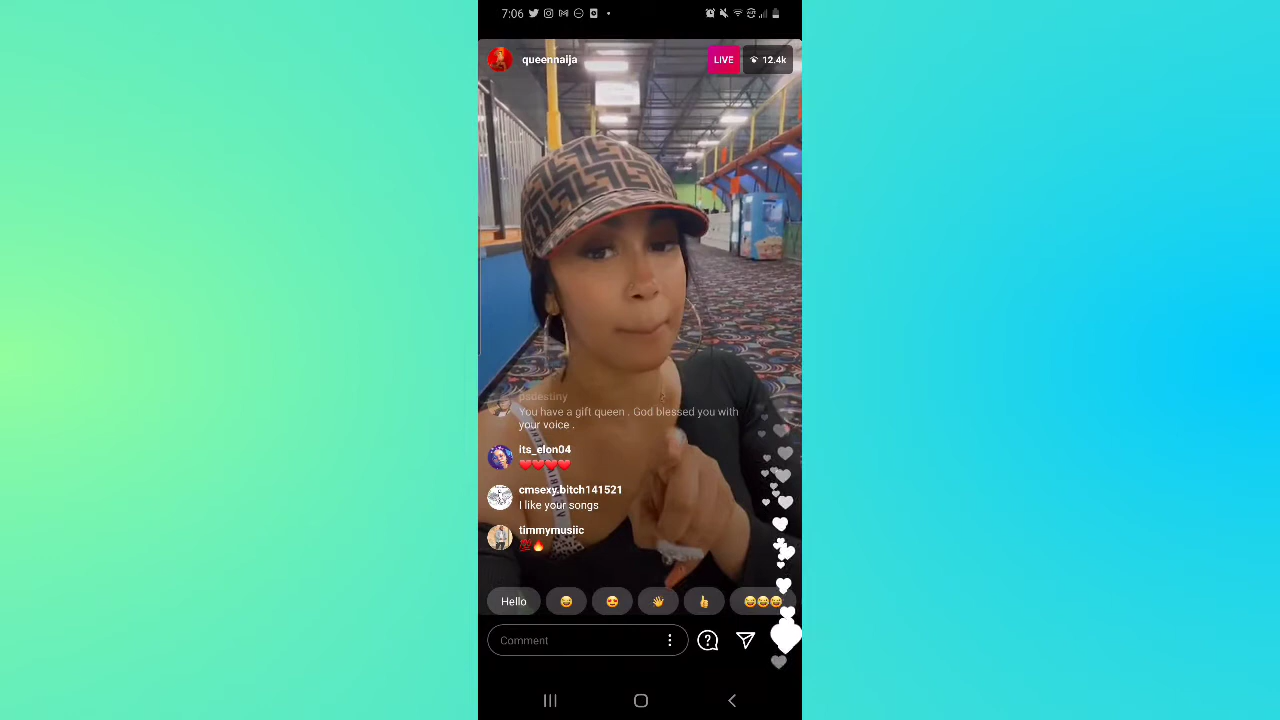 7:06
queennaija
LIVE
12.4k
psdestiny
You have a gift queen . God blessed you with
your voice .
its_elon04
❤️❤️❤️❤️
cmsexy.bitch141521
I like your songs
timmymusiic
💯🔥
Hello
Comment